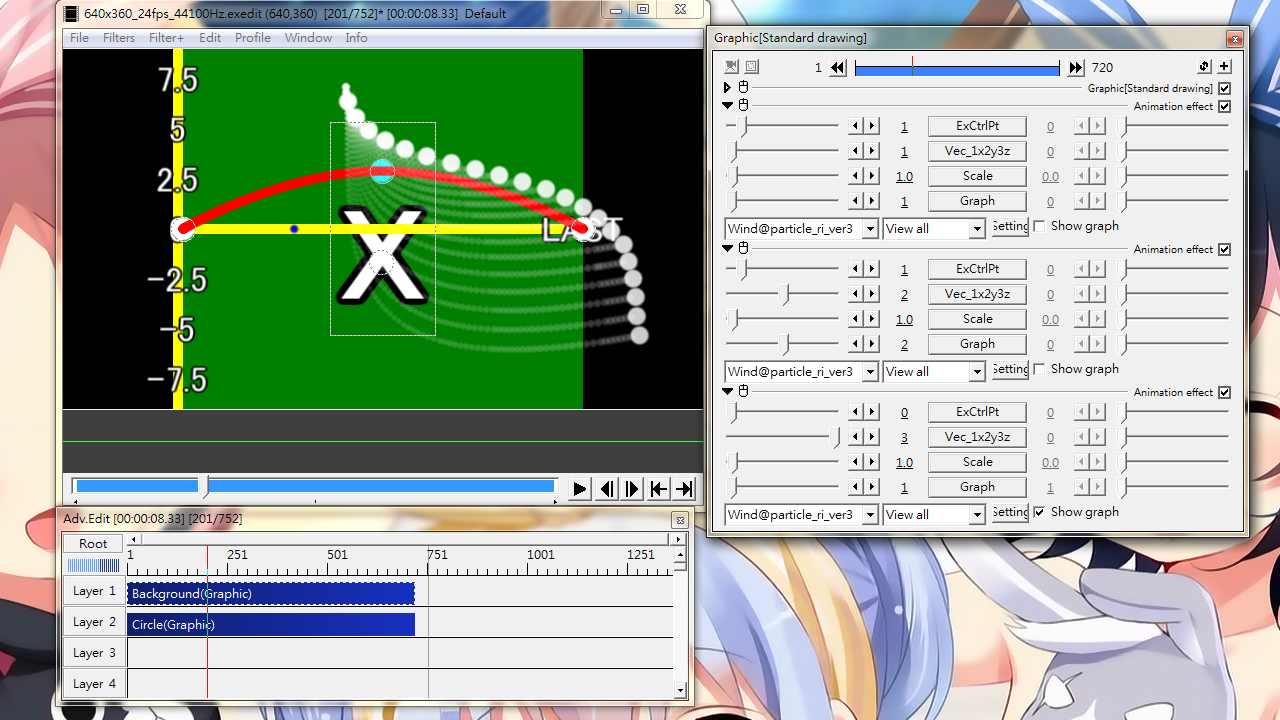 640x360_24fps_44100Hz.exedit (640,360) [201/752]* [00:00:08.33] Default
File Filters Filter+ Edit Profile Window Info
7.5
5
2.5
0
−2.5
−5
−7.5
X
LAST
Graphic[Standard drawing]
1 720
Graphic[Standard drawing]
Animation effect
1 ExCtrlPt 0
1 Vec_1x2y3z 0
1.0 Scale 0.0
1 Graph 0
Wind@particle_ri_ver3 View all Setting Show graph
Animation effect
1 ExCtrlPt 0
2 Vec_1x2y3z 0
1.0 Scale 0.0
2 Graph 0
Wind@particle_ri_ver3 View all Setting Show graph
Animation effect
0 ExCtrlPt 0
3 Vec_1x2y3z 0
1.0 Scale 0.0
1 Graph 1
Wind@particle_ri_ver3 View all Setting Show graph
Adv.Edit [00:00:08.33] [201/752]
Root
1 251 501 751 1001 1251
Layer 1 Background(Graphic)
Layer 2 Circle(Graphic)
Layer 3
Layer 4